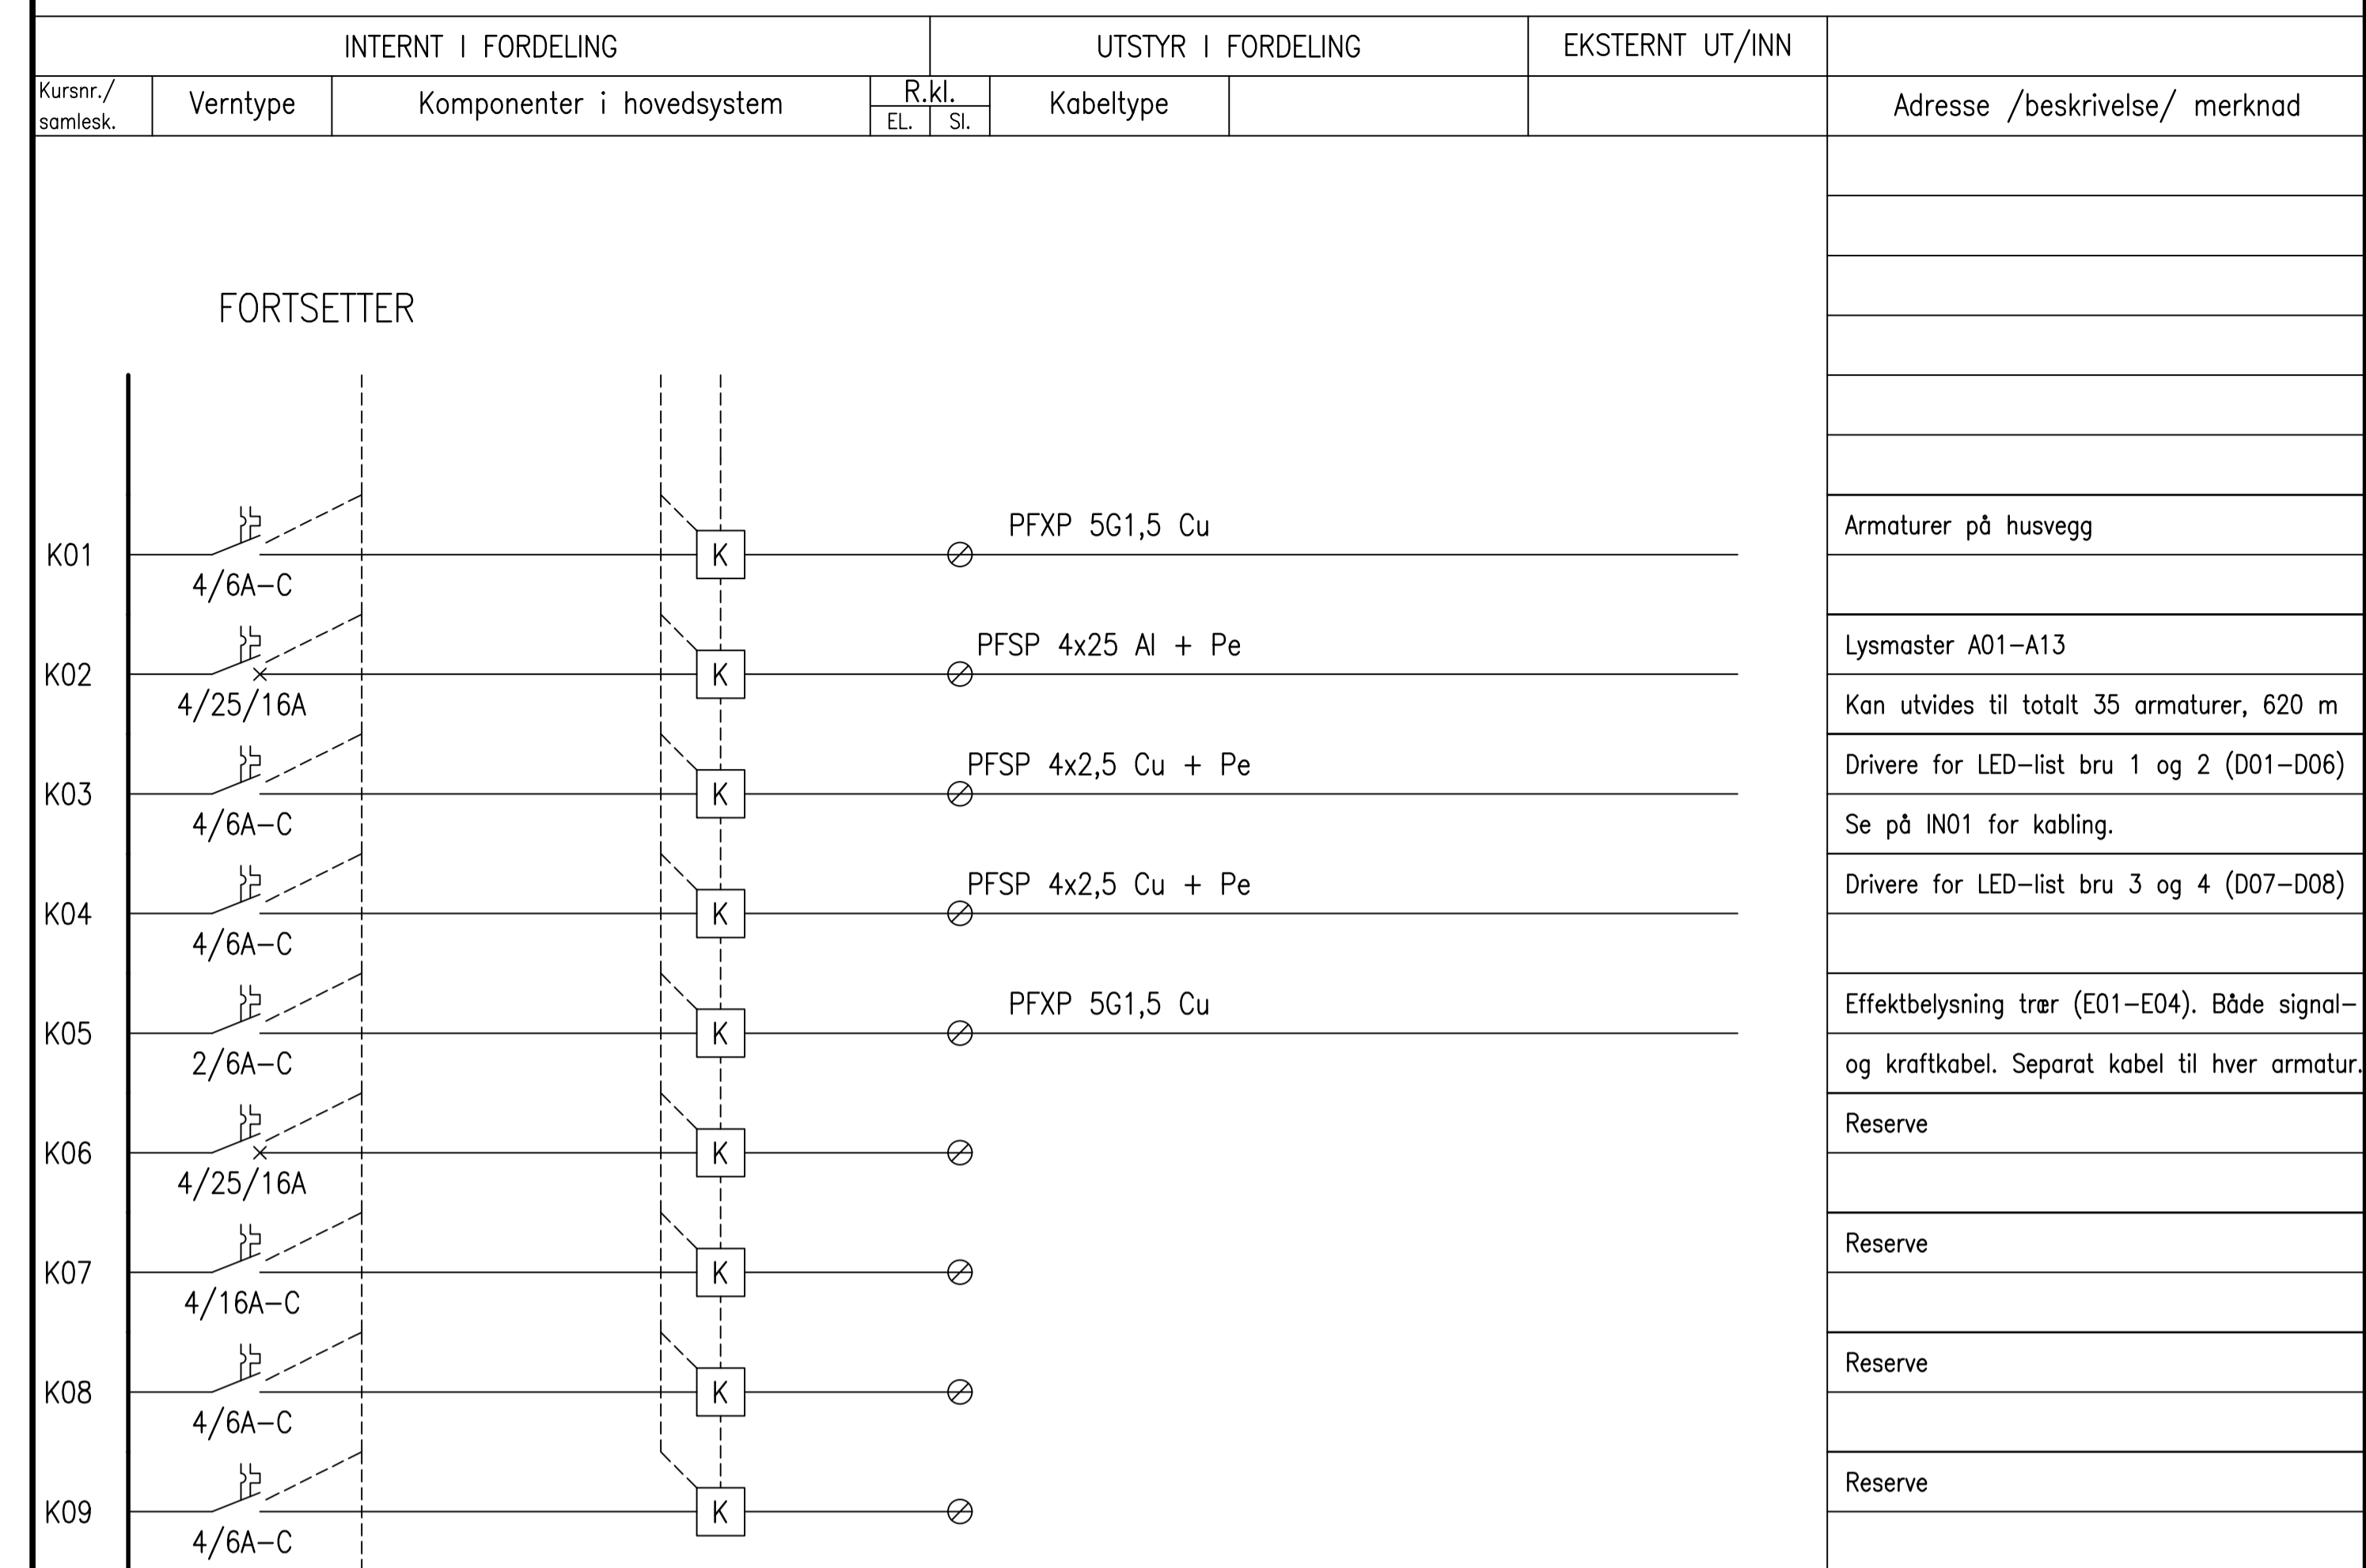 INTERNT I FORDELING
UTSTYR I FORDELING
EKSTERNT UT/INN
Kursnr./
samlesk.
Verntype
Komponenter i hovedsystem
R.kl.
EL.
SI.
Kabeltype
Adresse /beskrivelse/ merknad
FORTSETTER
K01
4/6A-C
K
PFXP 5G1,5 Cu
Armaturer på husvegg
K02
4/25/16A
K
PFSP 4x25 Al + Pe
Lysmaster A01-A13
Kan utvides til totalt 35 armaturer, 620 m
K03
4/6A-C
K
PFSP 4x2,5 Cu + Pe
Drivere for LED-list bru 1 og 2 (D01-D06)
Se på IN01 for kabling.
K04
4/6A-C
K
PFSP 4x2,5 Cu + Pe
Drivere for LED-list bru 3 og 4 (D07-D08)
K05
2/6A-C
K
PFXP 5G1,5 Cu
Effektbelysning trær (E01-E04). Både signal-
og kraftkabel. Separat kabel til hver armatur.
K06
4/25/16A
K
Reserve
K07
4/16A-C
K
Reserve
K08
4/6A-C
K
Reserve
K09
4/6A-C
K
Reserve